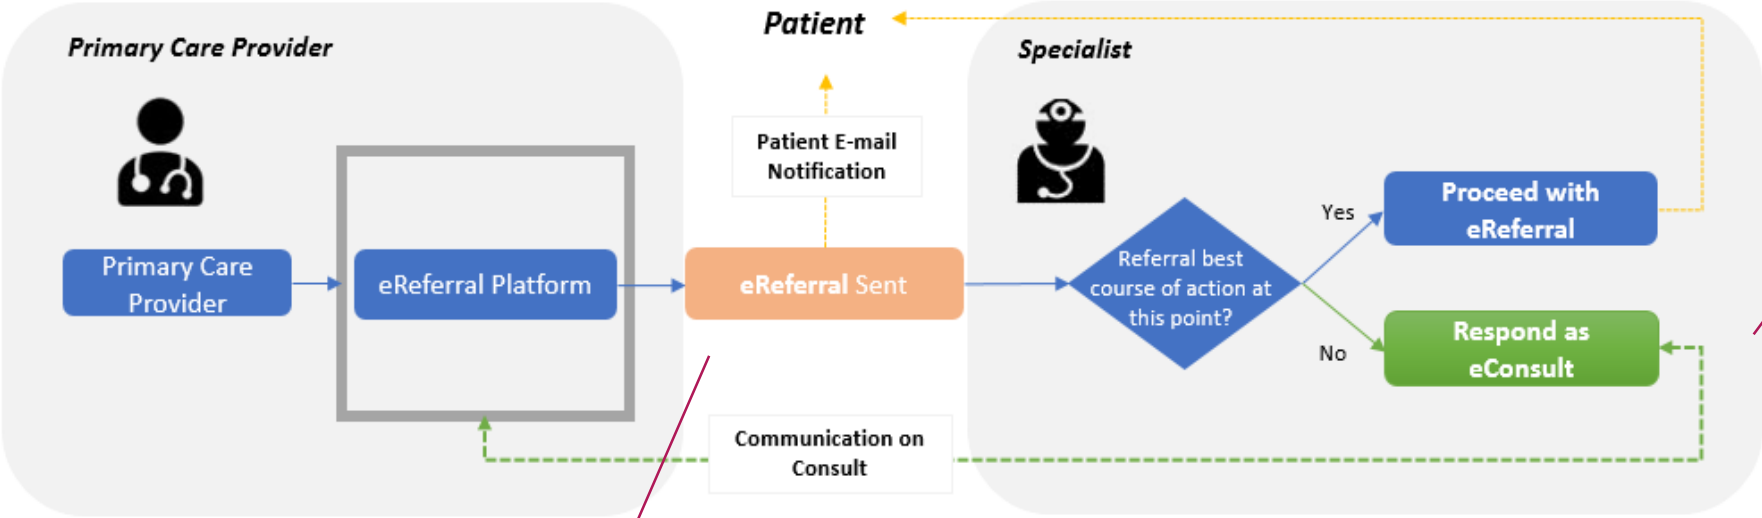 Primary Care Provider
Primary Care
Provider
eReferral Platform
Patient
Patient E-mail
Notification
eReferral Sent
Communication on
Consult
Specialist
Referral best
course of action at
this point?
Yes
No
Proceed with
eReferral
Respond as
eConsult